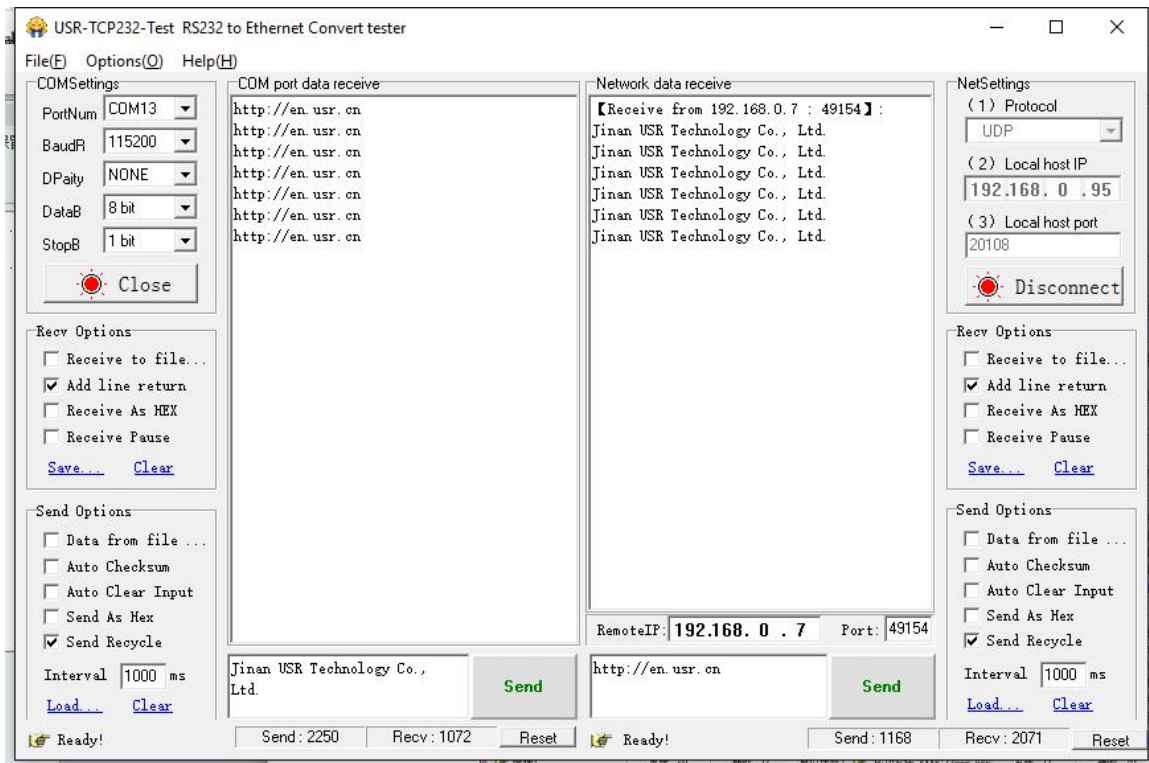 USR-TCP232-Test RS232 to Ethernet Convert tester
File(F) Options(O) Help(H)
COMSettings
PortNum COM13
BaudR 115200
DPaity NONE
DataB 8 bit
StopB 1 bit
Close
Recv Options
Receive to file...
Add line return
Receive As HEX
Receive Pause
Save... Clear
Send Options
Data from file ...
Auto Checksum
Auto Clear Input
Send As Hex
Send Recycle
Interval 1000 ms
Load... Clear
COM port data receive
http://en.usr.cn
http://en.usr.cn
http://en.usr.cn
http://en.usr.cn
http://en.usr.cn
http://en.usr.cn
http://en.usr.cn
Jinan USR Technology Co.,
Ltd.
Send
Network data receive
【Receive from 192.168.0.7 : 49154】:
Jinan USR Technology Co., Ltd.
Jinan USR Technology Co., Ltd.
Jinan USR Technology Co., Ltd.
Jinan USR Technology Co., Ltd.
Jinan USR Technology Co., Ltd.
Jinan USR Technology Co., Ltd.
RemoteIP: 192.168. 0 . 7 Port: 49154
http://en.usr.cn
Send
NetSettings
(1) Protocol
UDP
(2) Local host IP
192.168. 0 .95
(3) Local host port
20108
Disconnect
Recv Options
Receive to file...
Add line return
Receive As HEX
Receive Pause
Save... Clear
Send Options
Data from file ...
Auto Checksum
Auto Clear Input
Send As Hex
Send Recycle
Interval 1000 ms
Load... Clear
Ready! Send : 2250 Recv : 1072 Reset
Ready! Send : 1168 Recv : 2071 Reset